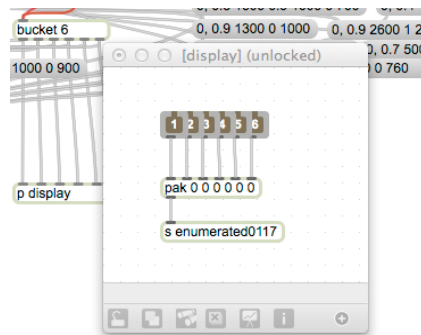 bucket 6
0, 0.9 1300 0 1000
0, 0.9 2600 1 2
0, 0.7 500
1000 0 900
0 760
p display
[display] (unlocked)
1 2 3 4 5 6
pak 0 0 0 0 0 0
s enumerated0117
i